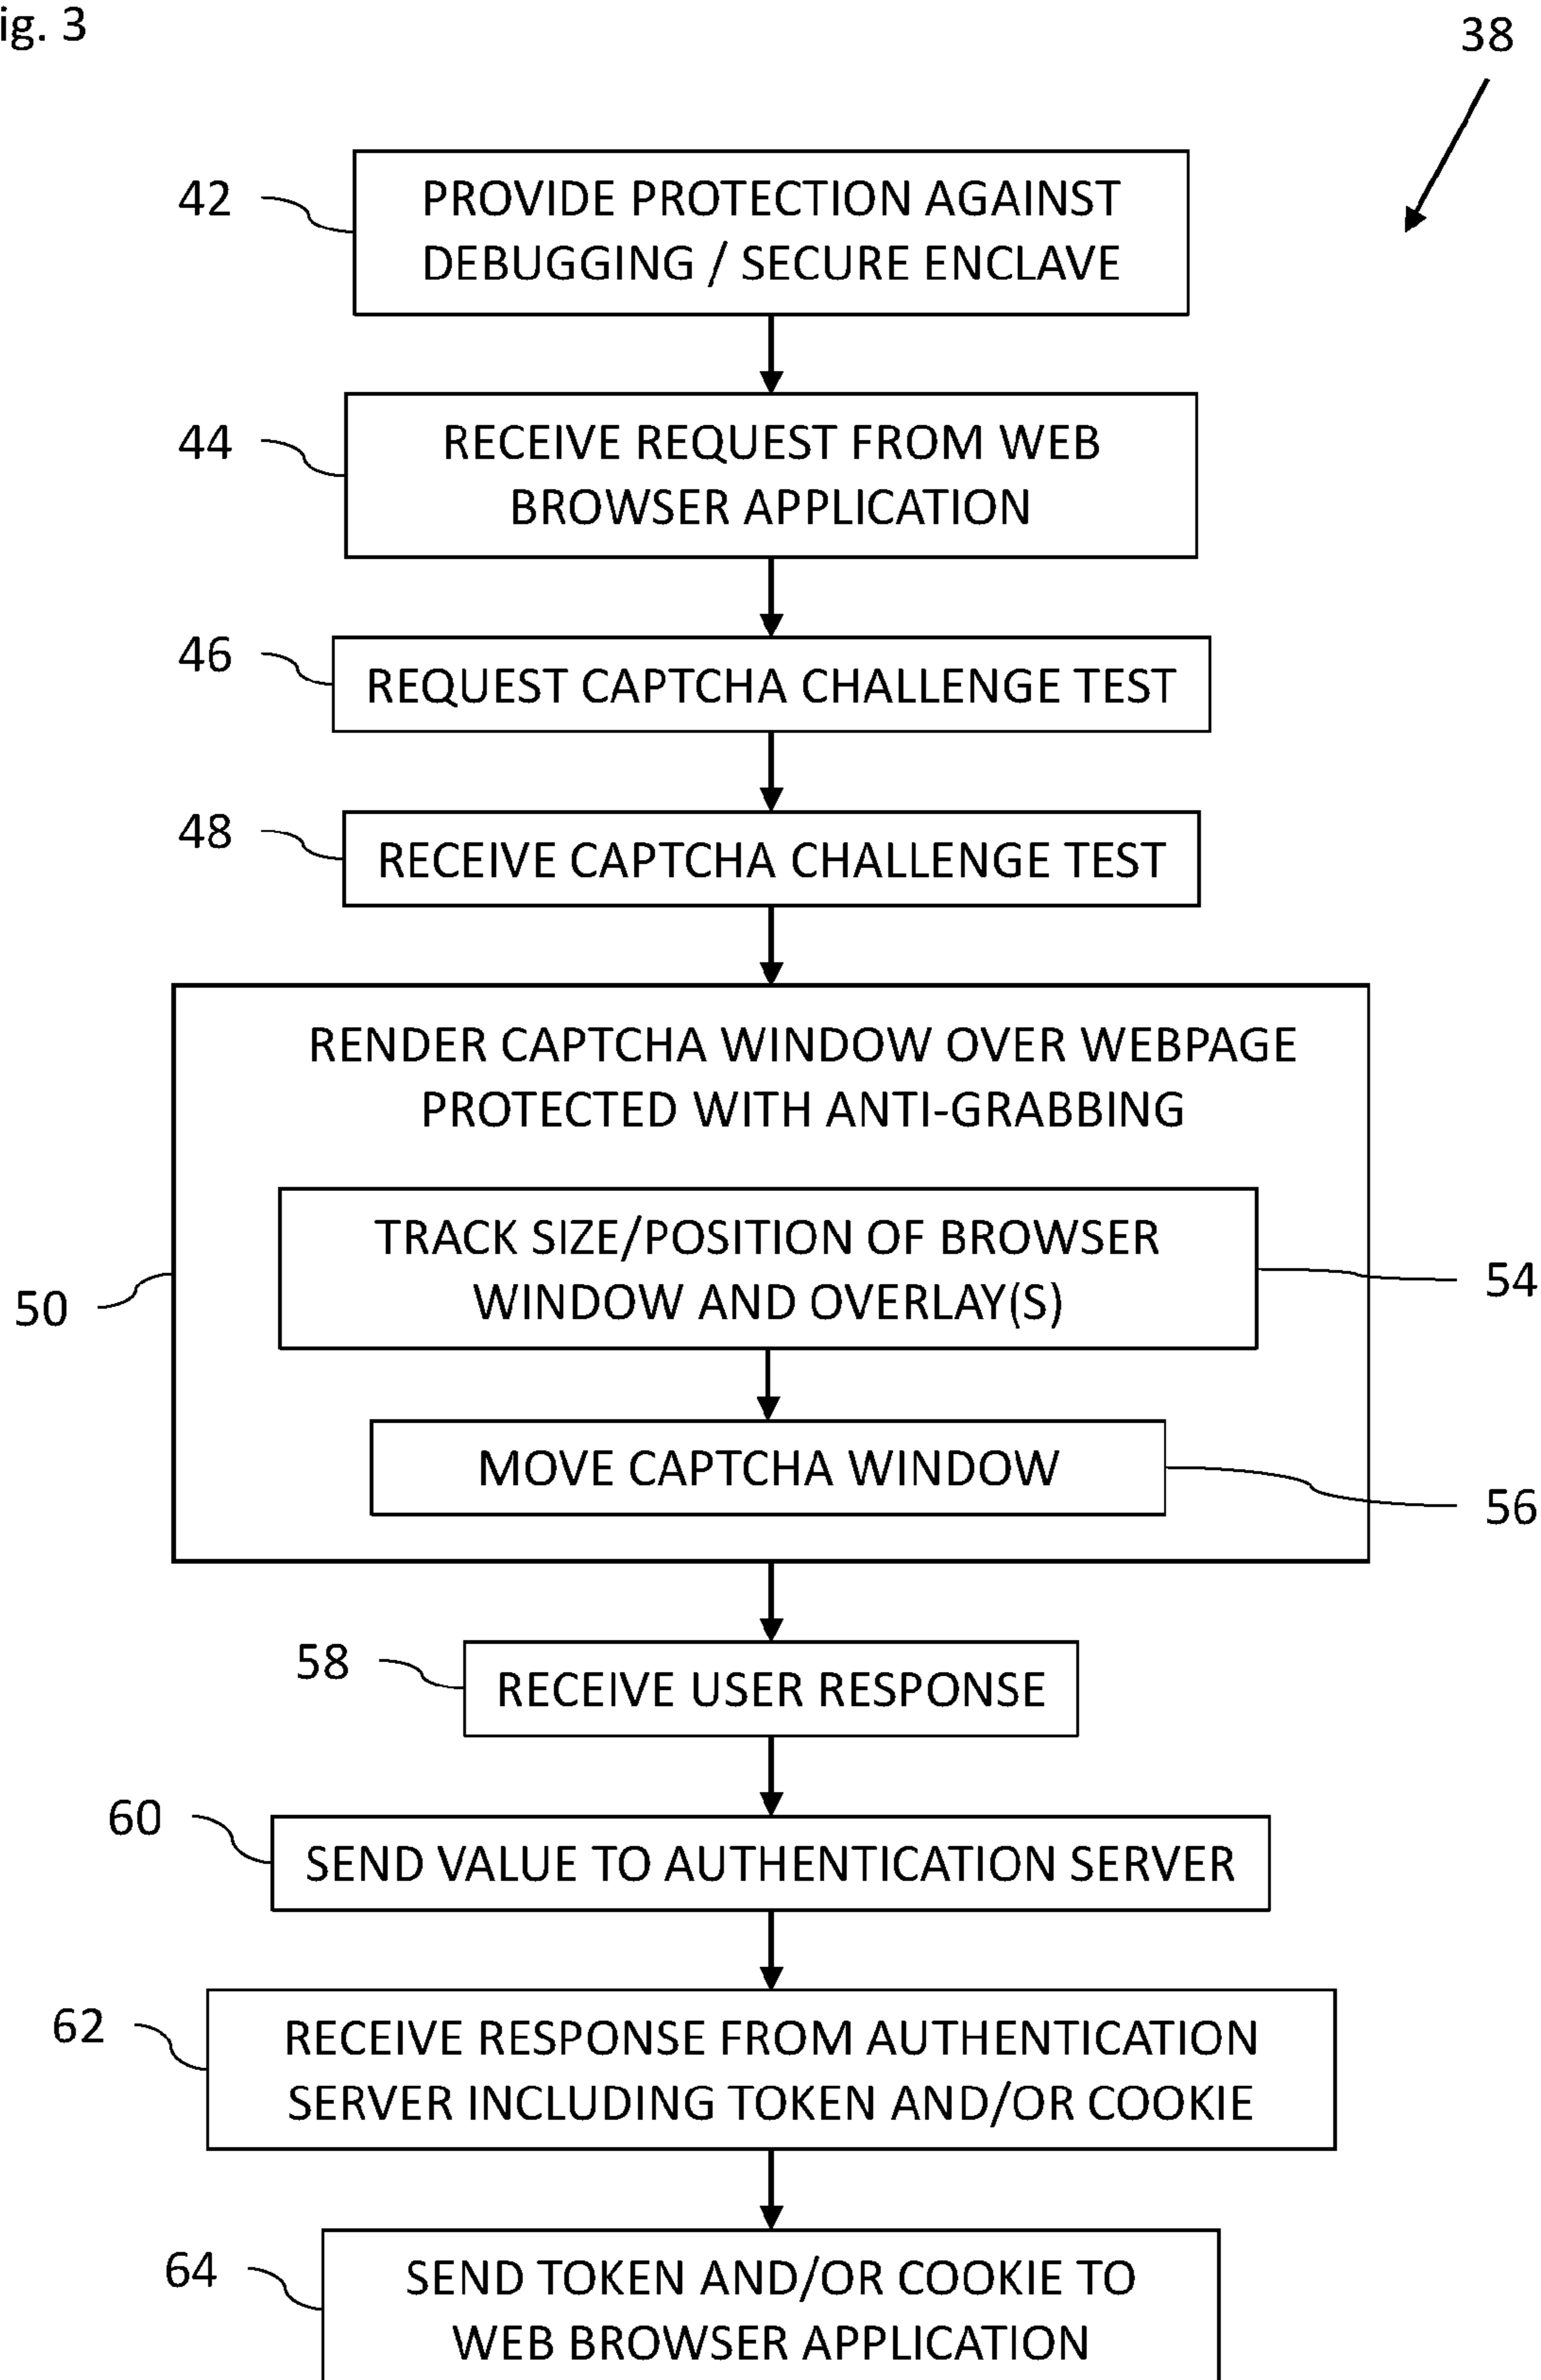 ig. 3
38
42
PROVIDE PROTECTION AGAINST
DEBUGGING / SECURE ENCLAVE
44
RECEIVE REQUEST FROM WEB
BROWSER APPLICATION
46
REQUEST CAPTCHA CHALLENGE TEST
48
RECEIVE CAPTCHA CHALLENGE TEST
50
RENDER CAPTCHA WINDOW OVER WEBPAGE
PROTECTED WITH ANTI-GRABBING
TRACK SIZE/POSITION OF BROWSER
WINDOW AND OVERLAY(S)
54
MOVE CAPTCHA WINDOW
56
58
RECEIVE USER RESPONSE
60
SEND VALUE TO AUTHENTICATION SERVER
62
RECEIVE RESPONSE FROM AUTHENTICATION
SERVER INCLUDING TOKEN AND/OR COOKIE
64
SEND TOKEN AND/OR COOKIE TO
WEB BROWSER APPLICATION